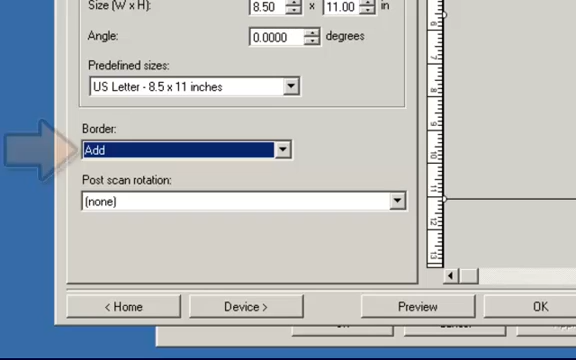 Size (W x H): 8.50 x 11.00 in
Angle: 0.0000 degrees
Predefined sizes:
US Letter - 8.5 x 11 inches
Border:
Add
Post scan rotation:
(none)
< Home Device > Preview OK